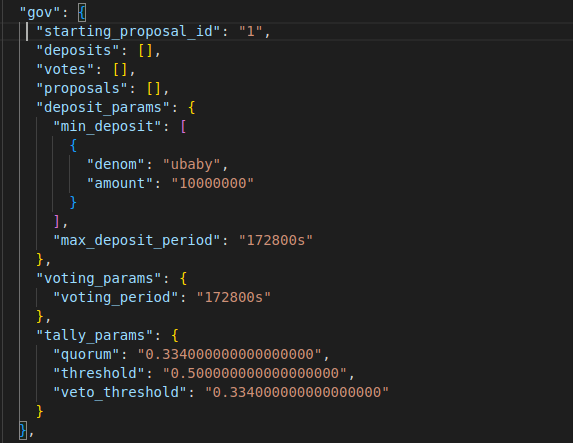 "gov": {
"starting_proposal_id": "1",
"deposits": [],
"votes": [],
"proposals": [],
"deposit_params": {
"min_deposit": [
{
"denom": "ubaby",
"amount": "10000000"
}
],
"max_deposit_period": "172800s"
},
"voting_params": {
"voting_period": "172800s"
},
"tally_params": {
"quorum": "0.334000000000000000",
"threshold": "0.500000000000000000",
"veto_threshold": "0.334000000000000000"
}
},